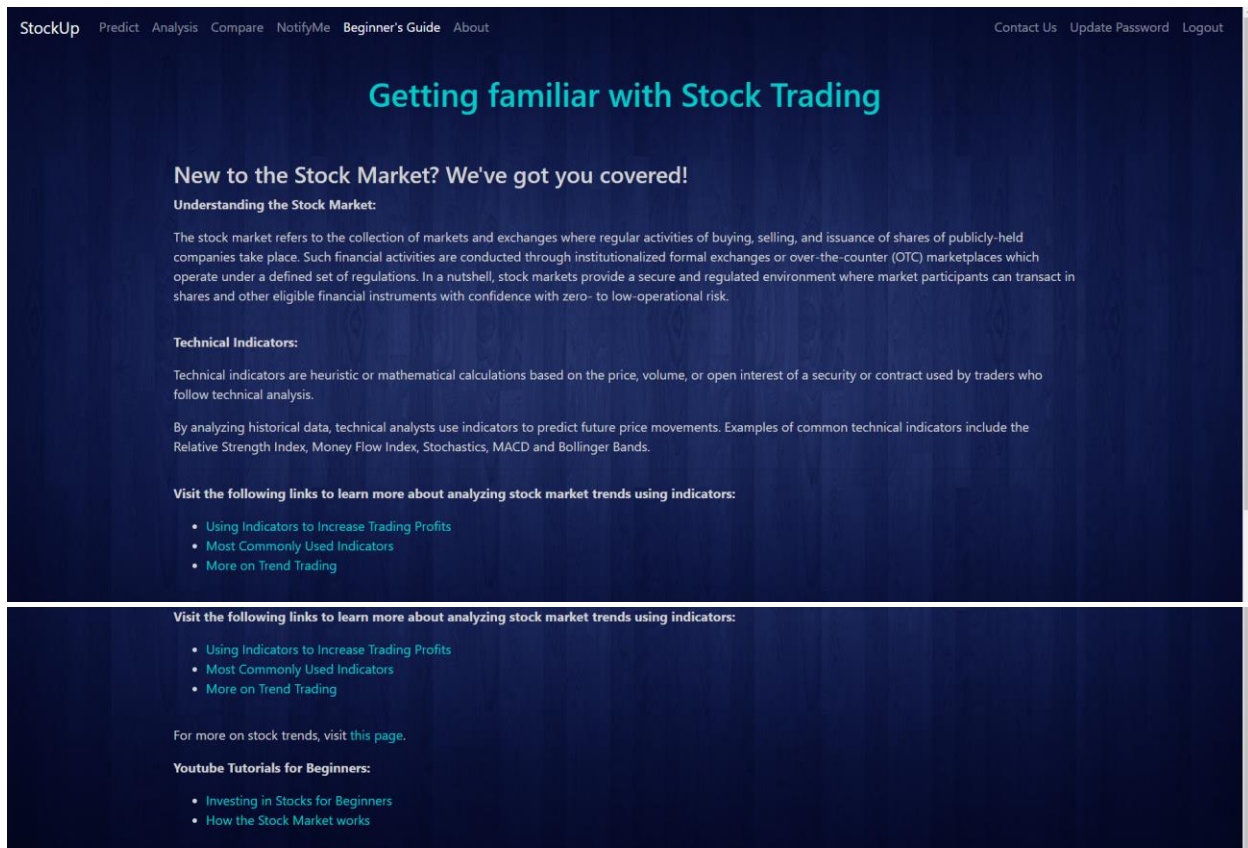 StockUp Predict Analysis Compare NotifyMe Beginner's Guide About Contact Us Update Password Logout
Getting familiar with Stock Trading
New to the Stock Market? We've got you covered!
Understanding the Stock Market:
The stock market refers to the collection of markets and exchanges where regular activities of buying, selling, and issuance of shares of publicly-held
companies take place. Such financial activities are conducted through institutionalized formal exchanges or over-the-counter (OTC) marketplaces which
operate under a defined set of regulations. In a nutshell, stock markets provide a secure and regulated environment where market participants can transact in
shares and other eligible financial instruments with confidence with zero- to low-operational risk.
Technical Indicators:
Technical indicators are heuristic or mathematical calculations based on the price, volume, or open interest of a security or contract used by traders who
follow technical analysis.
By analyzing historical data, technical analysts use indicators to predict future price movements. Examples of common technical indicators include the
Relative Strength Index, Money Flow Index, Stochastics, MACD and Bollinger Bands.
Visit the following links to learn more about analyzing stock market trends using indicators:
• Using Indicators to Increase Trading Profits
• Most Commonly Used Indicators
• More on Trend Trading
Visit the following links to learn more about analyzing stock market trends using indicators:
• Using Indicators to Increase Trading Profits
• Most Commonly Used Indicators
• More on Trend Trading
For more on stock trends, visit this page.
Youtube Tutorials for Beginners:
• Investing in Stocks for Beginners
• How the Stock Market works